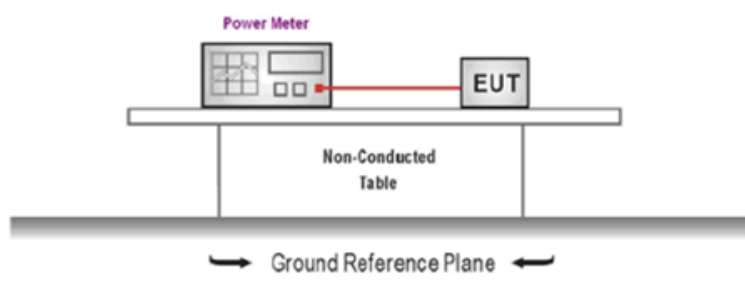 Power Meter
EUT
Non-Conducted
Table
Ground Reference Plane